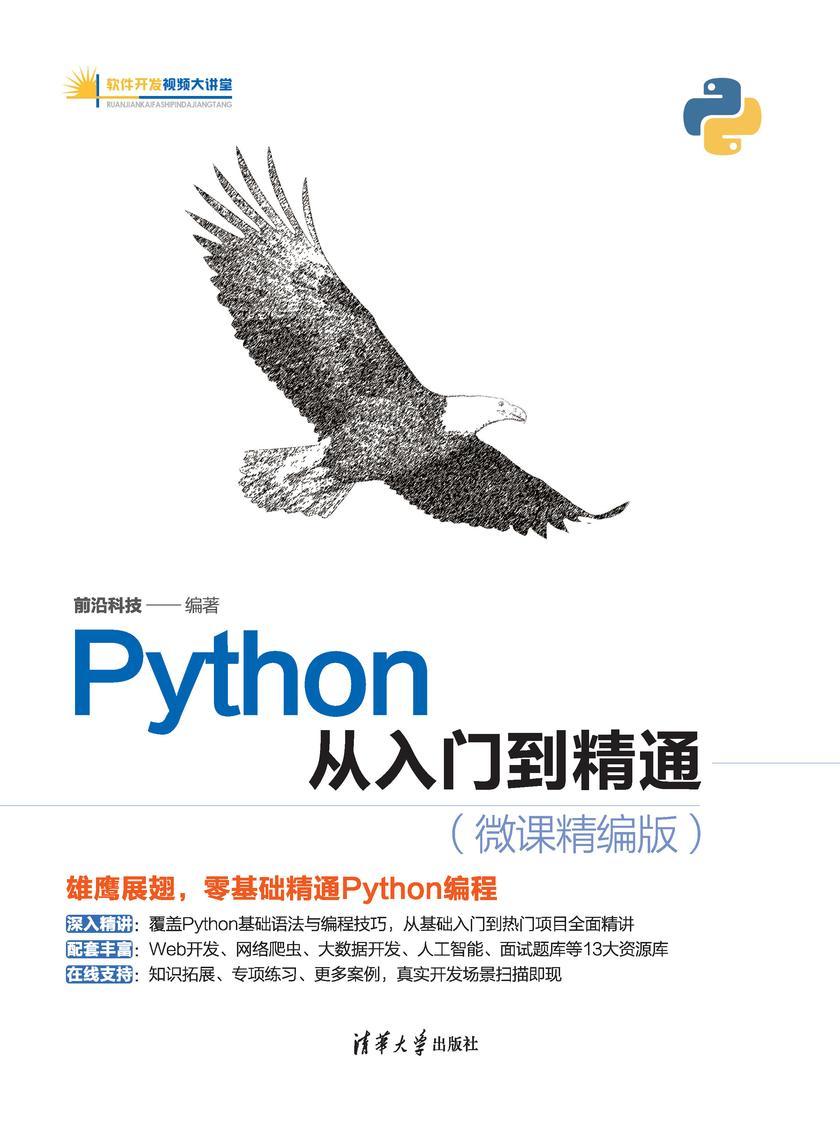 软件开发视频大讲堂
RUANJIANKAIFASHIPINDAJIANGTANG
前沿科技 —— 编著
Python
从入门到精通
（微课精编版）
雄鹰展翅，零基础精通Python编程
深入精讲：覆盖Python基础语法与编程技巧，从基础入门到热门项目全面精讲
配套丰富：Web开发、网络爬虫、大数据开发、人工智能、面试题库等13大资源库
在线支持：知识拓展、专项练习、更多案例，真实开发场景扫描即现
清华大学出版社